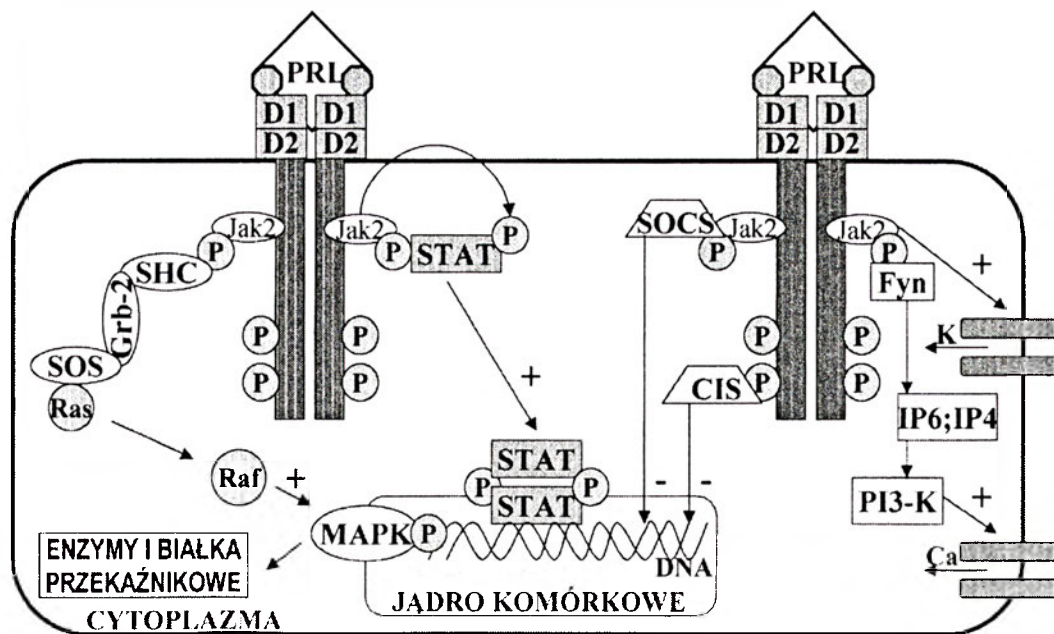 PRL
D1 D1
D2 D2
Jak2
Jak2
P
P
P
STAT
SHC
Grb-2
SOS
Ras
P P
P P
Raf
+
+
STAT
P P
STAT
MAPK
P
DNA
JĄDRO KOMÓRKOWE
ENZYMY I BIAŁKA
PRZEKAŹNIKOWE
CYTOPLAZMA
PRL
D1 D1
D2 D2
SOCS
Jak2
Jak2
P
P
Fyn
+
K
P P
P P
CIS
IP6;IP4
PI3-K
+
Ca
- -